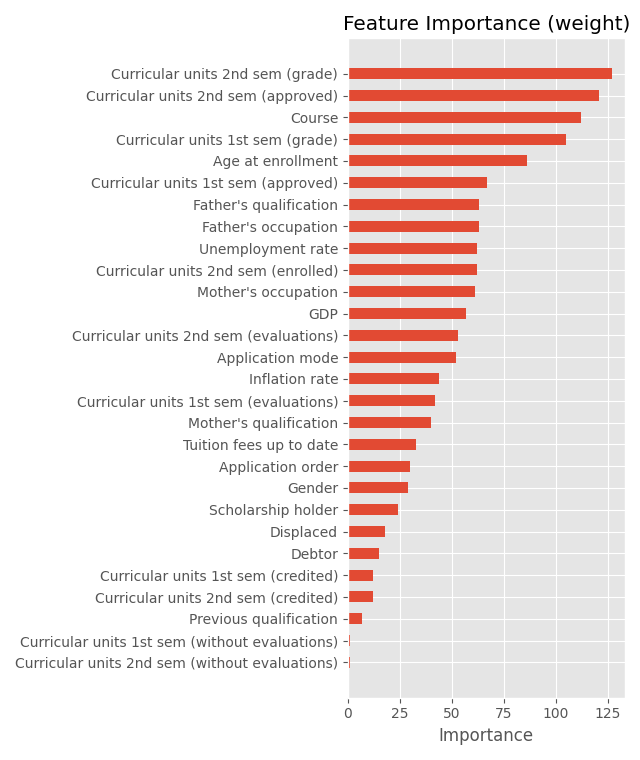 Feature Importance (weight)
Curricular units 2nd sem (grade)
Curricular units 2nd sem (approved)
Course
Curricular units 1st sem (grade)
Age at enrollment
Curricular units 1st sem (approved)
Father's qualification
Father's occupation
Unemployment rate
Curricular units 2nd sem (enrolled)
Mother's occupation
GDP
Curricular units 2nd sem (evaluations)
Application mode
Inflation rate
Curricular units 1st sem (evaluations)
Mother's qualification
Tuition fees up to date
Application order
Gender
Scholarship holder
Displaced
Debtor
Curricular units 1st sem (credited)
Curricular units 2nd sem (credited)
Previous qualification
Curricular units 1st sem (without evaluations)
Curricular units 2nd sem (without evaluations)
0 25 50 75 100 125
Importance